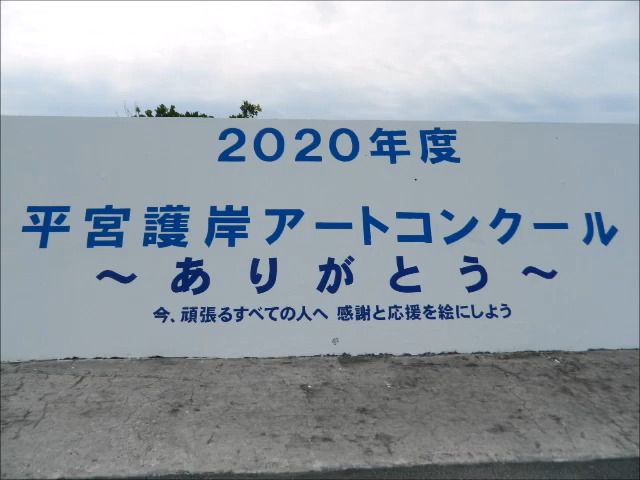 2020年度
平宮護岸アートコンクール
～ありがとう～
今、頑張るすべての人へ 感謝と応援を絵にしよう